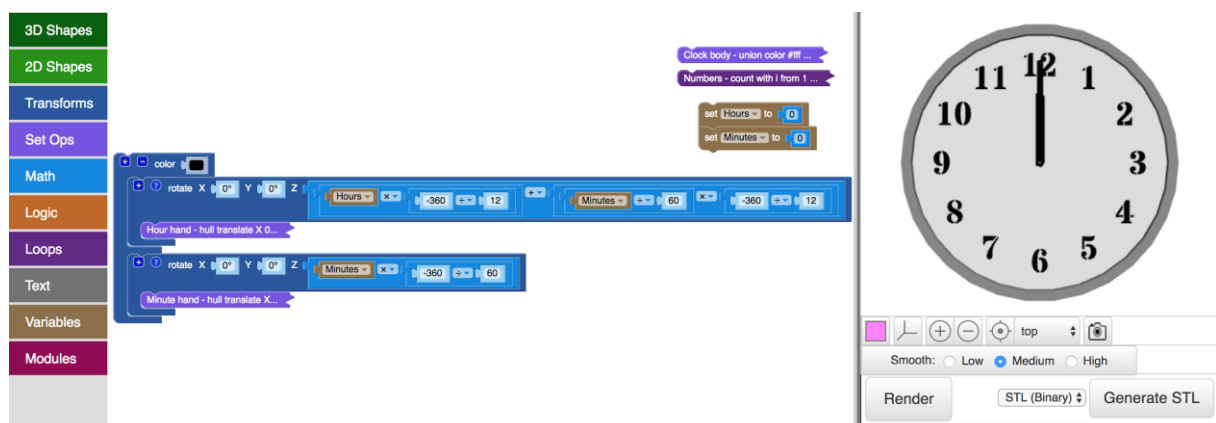 3D Shapes
2D Shapes
Transforms
Set Ops
Math
Logic
Loops
Text
Variables
Modules
Clock body - union color #fff ...
Numbers - count with i from 1 ...
set Hours to 0
set Minutes to 0
color
rotate X 0° Y 0° Z Hours × -360 ÷ 12 + Minutes ÷ 60 × -360 ÷ 12
Hour hand - hull translate X 0...
rotate X 0° Y 0° Z Minutes × -360 ÷ 60
Minute hand - hull translate X...
12
11 1
10 2
9 3
8 4
7 5
6
top
Smooth: Low Medium High
Render STL (Binary) Generate STL